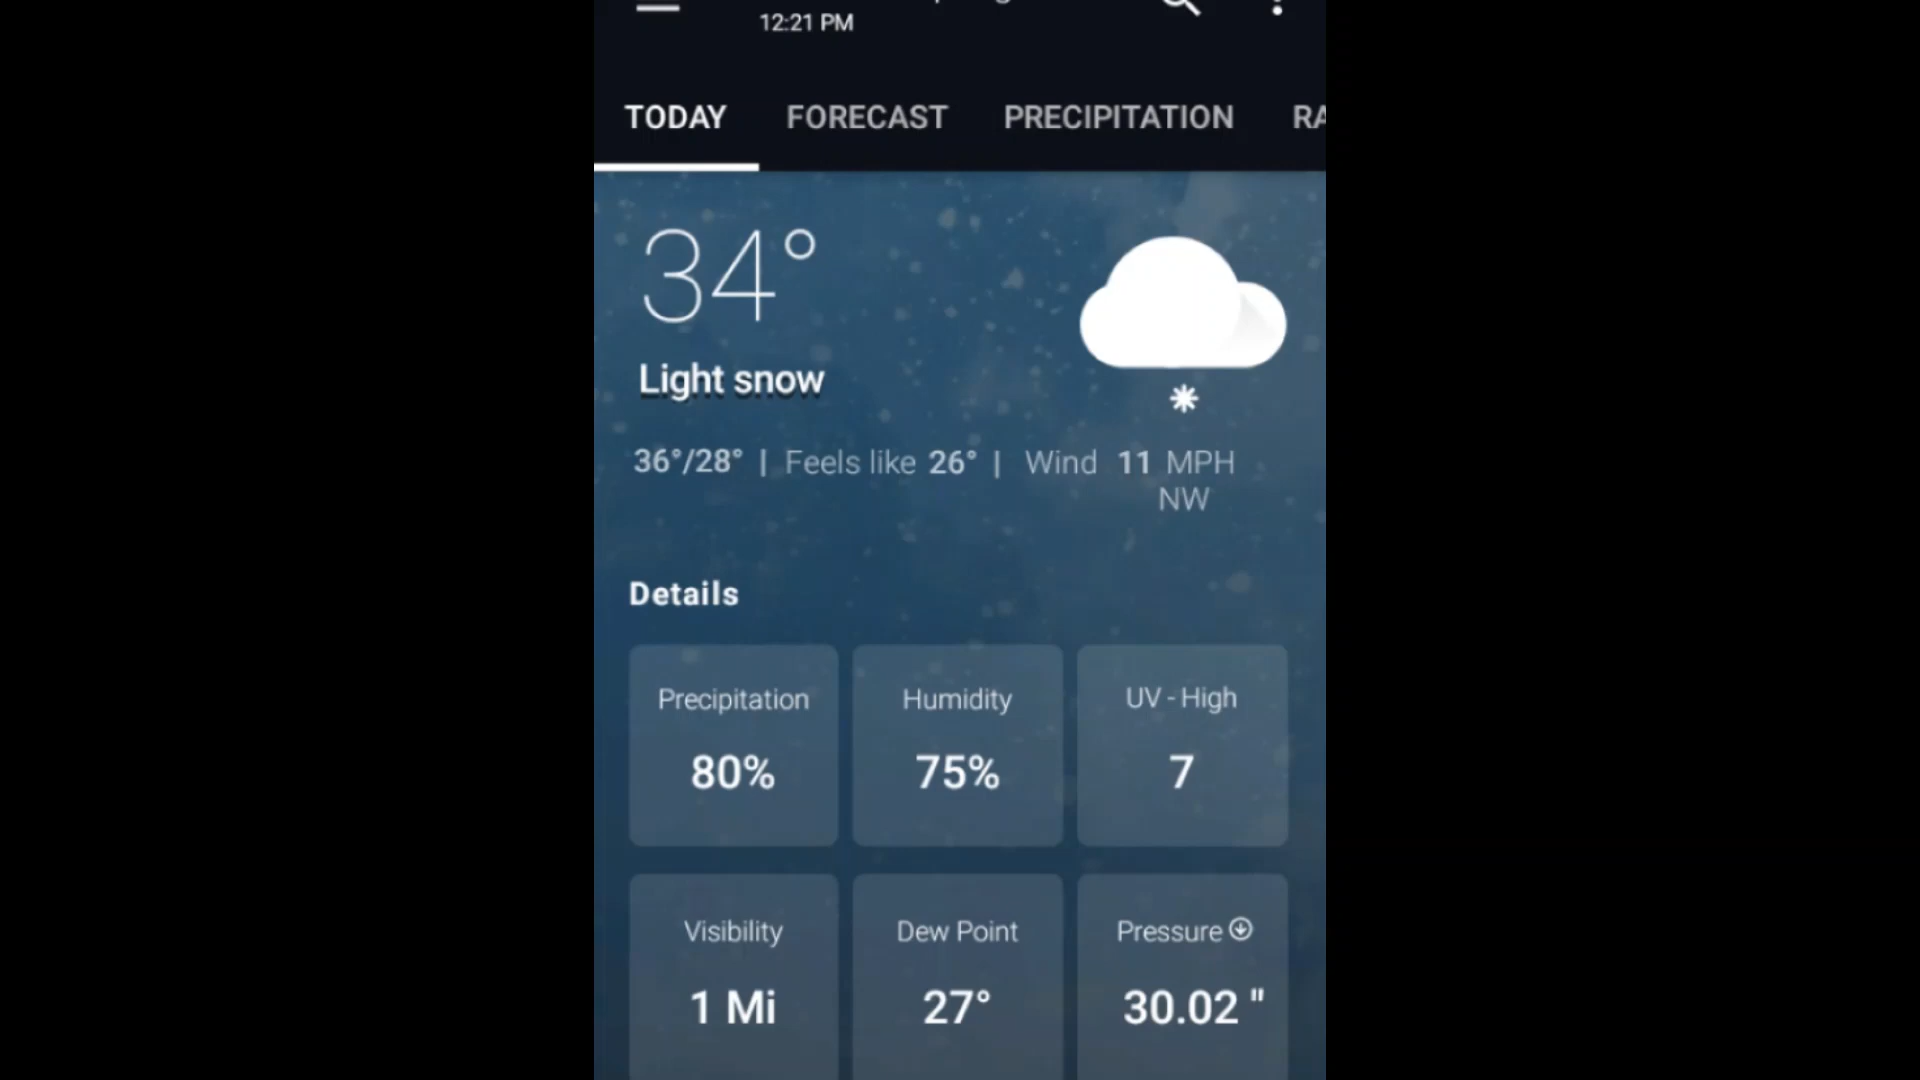 12:21 PM
TODAY FORECAST PRECIPITATION RA
34°
Light snow
36°/28° | Feels like 26° | Wind 11 MPH
NW
Details
Precipitation Humidity UV - High
80% 75% 7
Visibility Dew Point Pressure
1 Mi 27° 30.02 "